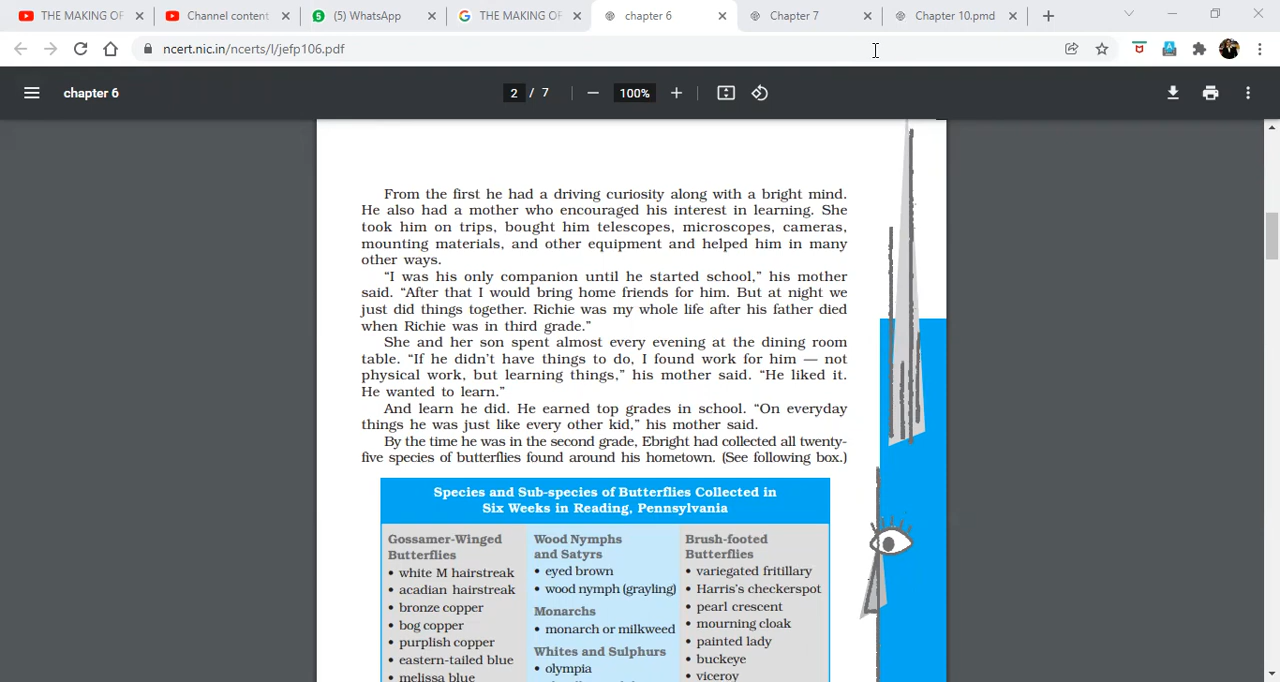 THE MAKING OF
Channel content
(5) WhatsApp
THE MAKING OF
chapter 6
Chapter 7
Chapter 10.pmd
ncert.nic.in/ncerts/l/jefp106.pdf
chapter 6
2 / 7
100%
From the first he had a driving curiosity along with a bright mind.
He also had a mother who encouraged his interest in learning. She
took him on trips, bought him telescopes, microscopes, cameras,
mounting materials, and other equipment and helped him in many
other ways.
“I was his only companion until he started school,” his mother
said. “After that I would bring home friends for him. But at night we
just did things together. Richie was my whole life after his father died
when Richie was in third grade.”
She and her son spent almost every evening at the dining room
table. “If he didn’t have things to do, I found work for him — not
physical work, but learning things,” his mother said. “He liked it.
He wanted to learn.”
And learn he did. He earned top grades in school. “On everyday
things he was just like every other kid,” his mother said.
By the time he was in the second grade, Ebright had collected all twenty-
five species of butterflies found around his hometown. (See following box.)
Species and Sub-species of Butterflies Collected in
Six Weeks in Reading, Pennsylvania
Gossamer-Winged
Butterflies
• white M hairstreak
• acadian hairstreak
• bronze copper
• bog copper
• purplish copper
• eastern-tailed blue
• melissa blue
Wood Nymphs
and Satyrs
• eyed brown
• wood nymph (grayling)
Monarchs
• monarch or milkweed
Whites and Sulphurs
• olympia
Brush-footed
Butterflies
• variegated fritillary
• Harris’s checkerspot
• pearl crescent
• mourning cloak
• painted lady
• buckeye
• viceroy